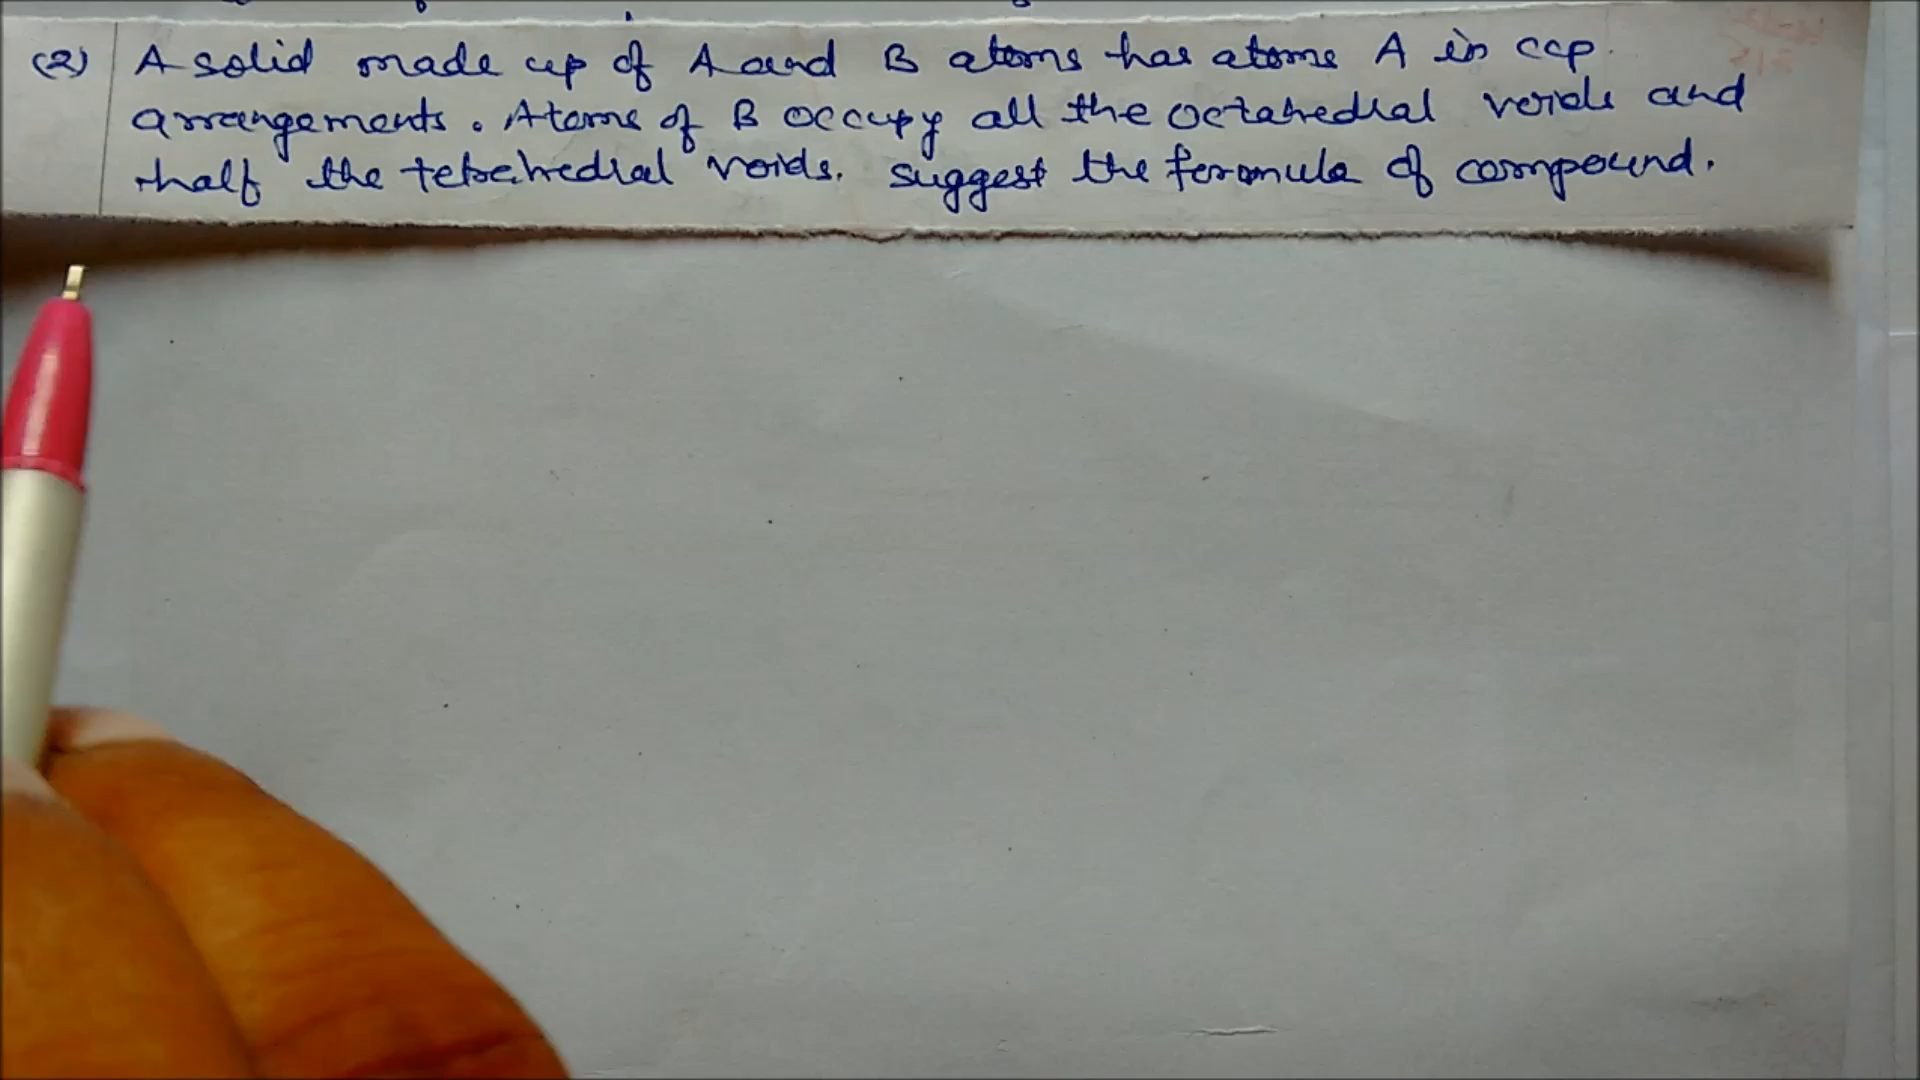 (2) A solid made up of A and B atoms has atoms A in ccp.
arrangements. Atoms of B occupy all the octahedral voids and
half the tetrahedral voids. suggest the formula of compound.